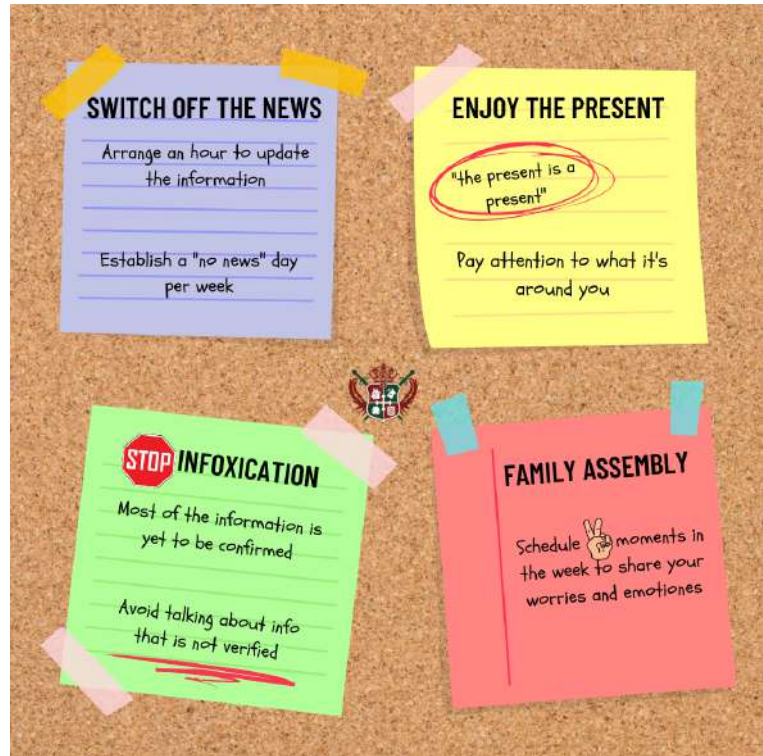 SWITCH OFF THE NEWS
Arrange an hour to update
the information
Establish a "no news" day
per week
ENJOY THE PRESENT
"the present is a
present"
Pay attention to what it's
around you
STOP INFOXICATION
Most of the information is
yet to be confirmed
Avoid talking about info
that is not verified
FAMILY ASSEMBLY
Schedule moments in
the week to share your
worries and emotiones